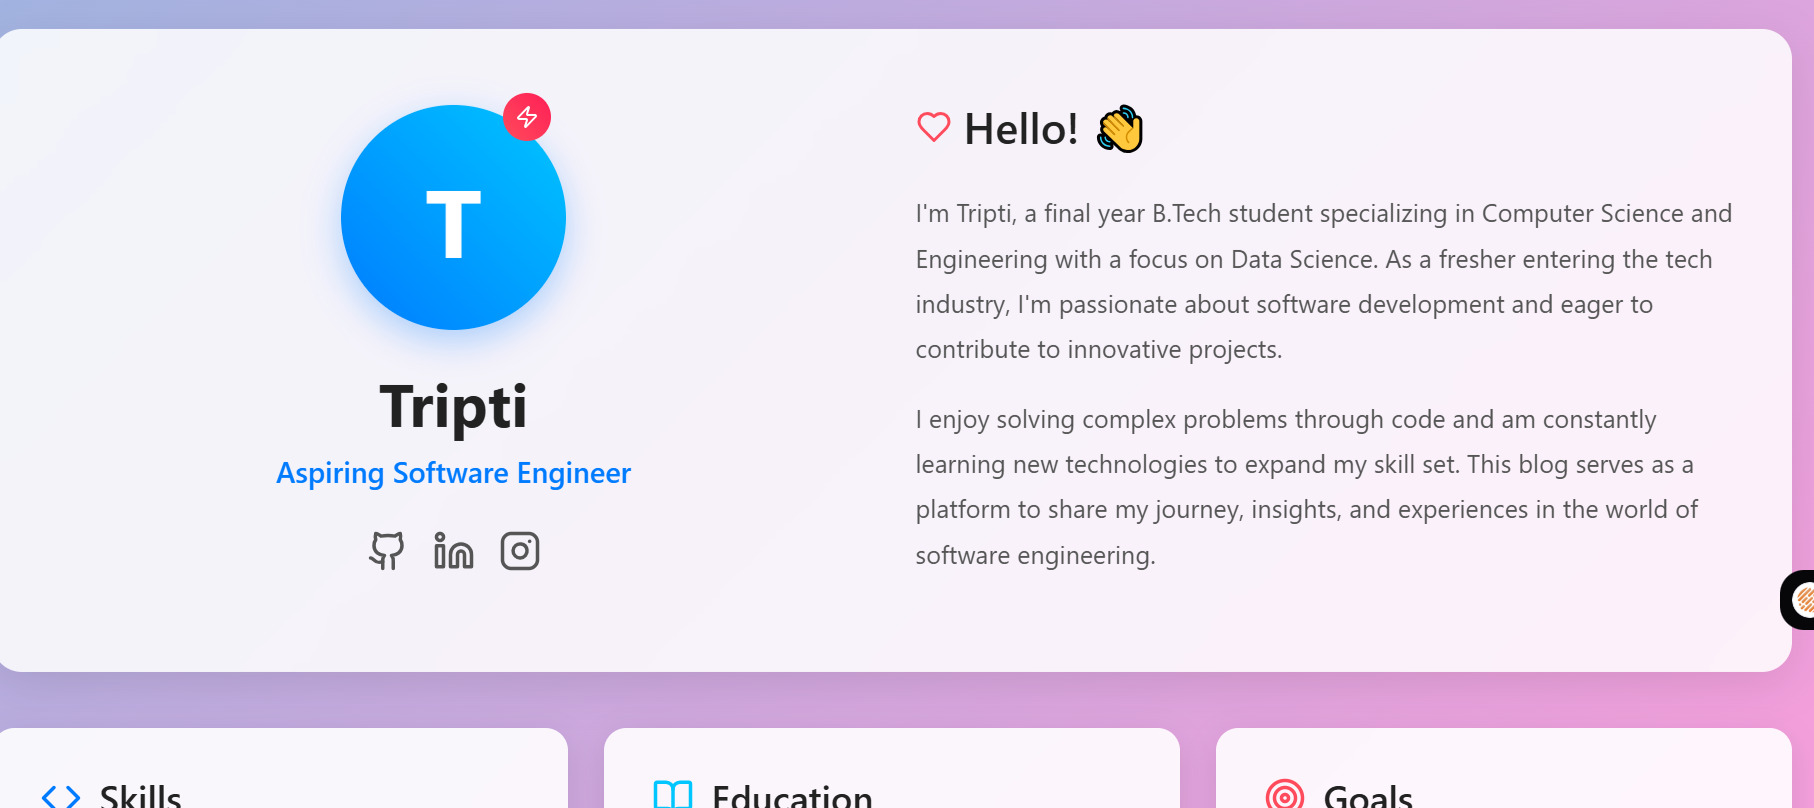 T
Tripti
Aspiring Software Engineer
Hello! 👋
I'm Tripti, a final year B.Tech student specializing in Computer Science and
Engineering with a focus on Data Science. As a fresher entering the tech
industry, I'm passionate about software development and eager to
contribute to innovative projects.
I enjoy solving complex problems through code and am constantly
learning new technologies to expand my skill set. This blog serves as a
platform to share my journey, insights, and experiences in the world of
software engineering.
Skills
Education
Goals